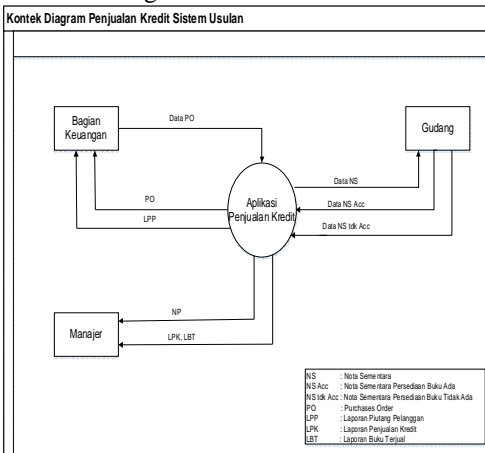 Kontek Diagram Penjualan Kredit Sistem Usulan
Bagian
Keuangan
Data PO
Gudang
Data NS
Aplikasi
Penjualan Kredit
Data NS Acc
PO
LPP
Data NS tdk Acc
NP
Manajer
LPK, LBT
NS : Nota Sementara
NS Acc : Nota Sementara Persediaan Buku Ada
NS tdk Acc : Nota Sementara Persediaan Buku Tidak Ada
PO : Purchases Order
LPP : Laporan Piutang Pelanggan
LPK : Laporan Penjualan Kredit
LBT : Laporan Buku Terjual